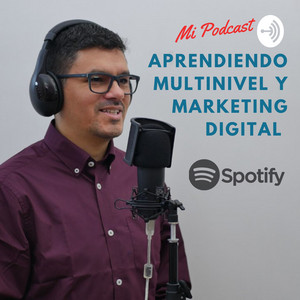 Mi Podcast
APRENDIENDO
MULTINIVEL Y
MARKETING
DIGITAL
Spotify